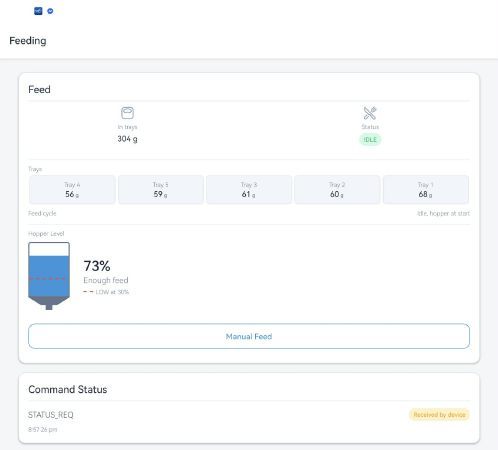 Feeding
Feed
In trays
304 g
Status
IDLE
Trays
Tray 4
56 g
Tray 5
59 g
Tray 3
61 g
Tray 2
60 g
Tray 1
68 g
Feed cycle
Idle, hopper at start
Hopper Level
73%
Enough feed
LOW at 30%
Manual Feed
Command Status
STATUS_REQ
Received by device
8:57:26 pm